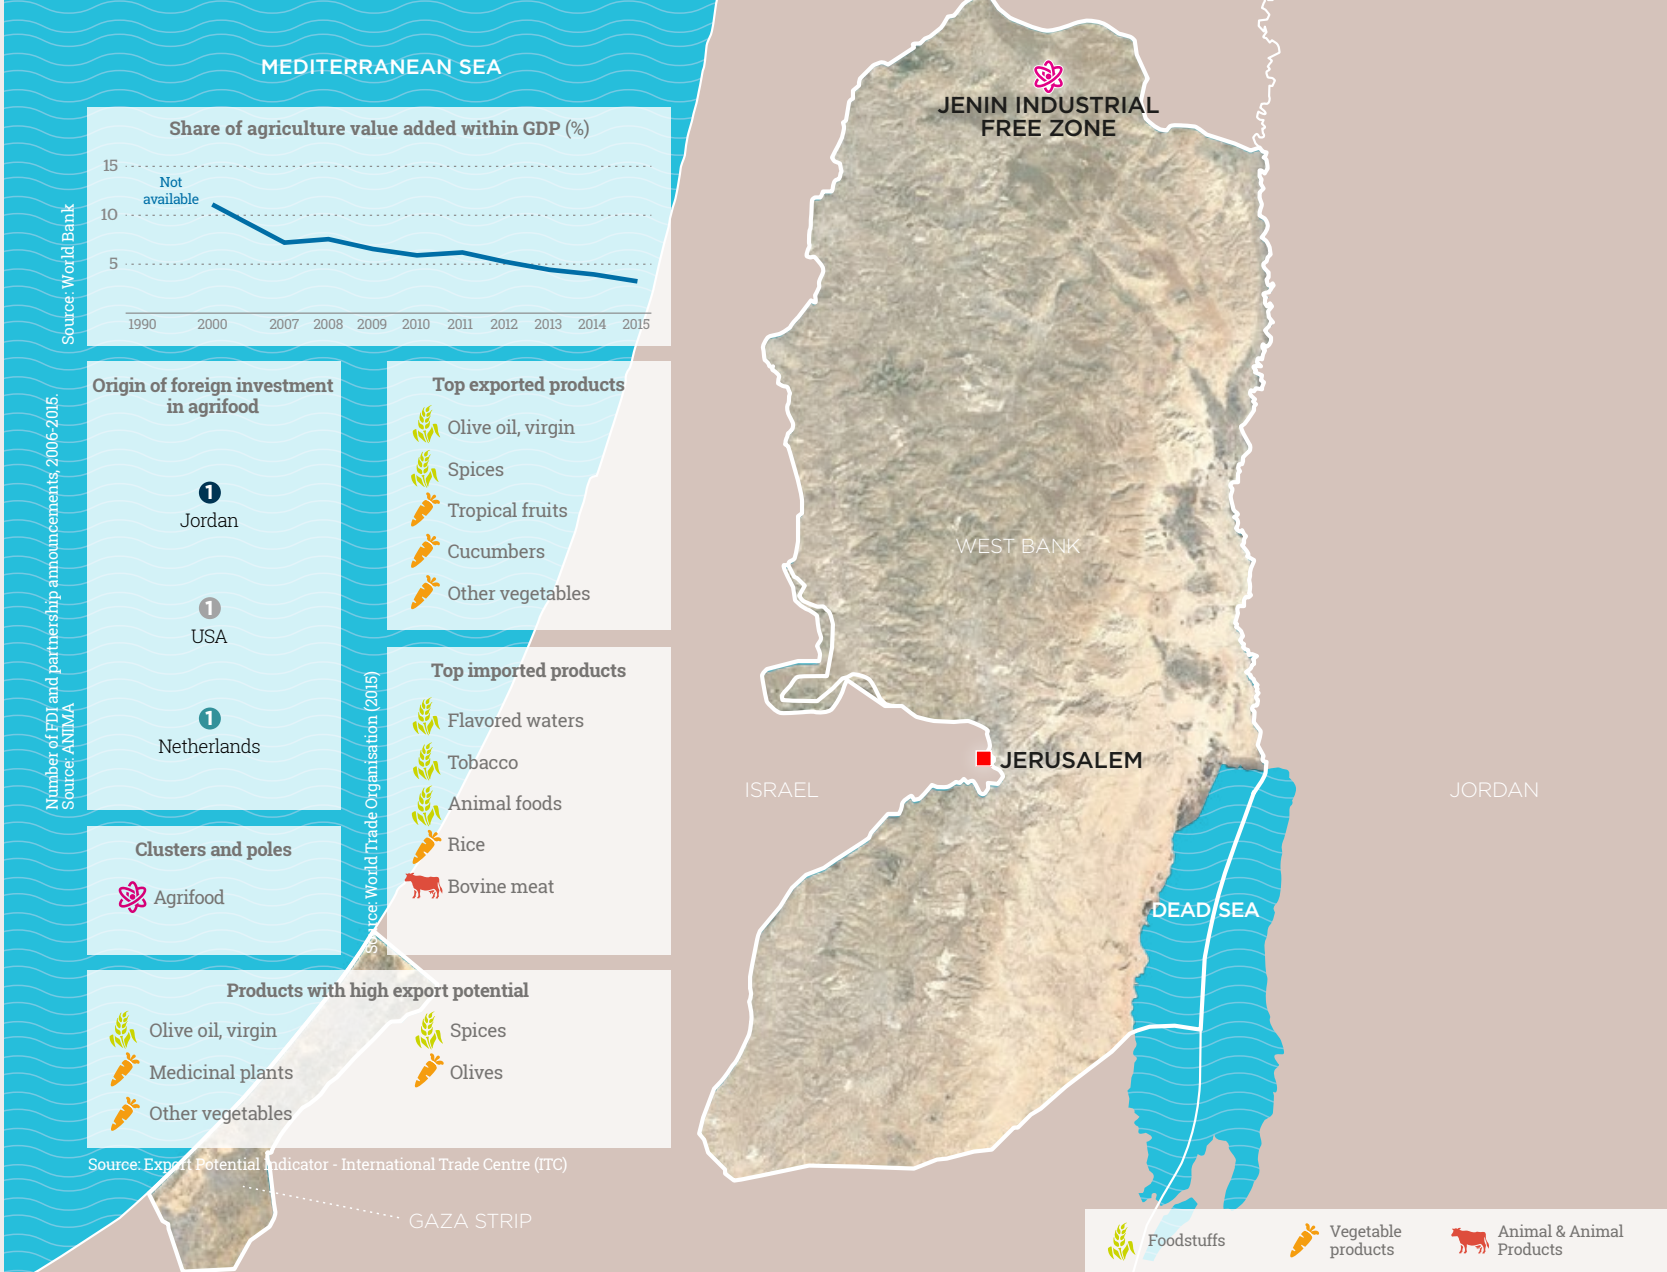 MEDITERRANEAN SEA
Share of agriculture value added within GDP (%)
15
10
5
Not
available
1990 2000 2007 2008 2009 2010 2011 2012 2013 2014 2015
Source: World Bank
Origin of foreign investment
in agrifood
1
Jordan
1
USA
1
Netherlands
Number of FDI and partnership announcements, 2006-2015.
Source: ANIMA
Top exported products
Olive oil, virgin
Spices
Tropical fruits
Cucumbers
Other vegetables
Top imported products
Flavored waters
Tobacco
Animal foods
Rice
Bovine meat
Source: World Trade Organisation (2015)
Clusters and poles
Agrifood
Products with high export potential
Olive oil, virgin
Medicinal plants
Other vegetables
Spices
Olives
Source: Export Potential Indicator - International Trade Centre (ITC)
GAZA STRIP
JENIN INDUSTRIAL
FREE ZONE
WEST BANK
JERUSALEM
ISRAEL
JORDAN
DEAD SEA
Foodstuffs
Vegetable
products
Animal & Animal
Products